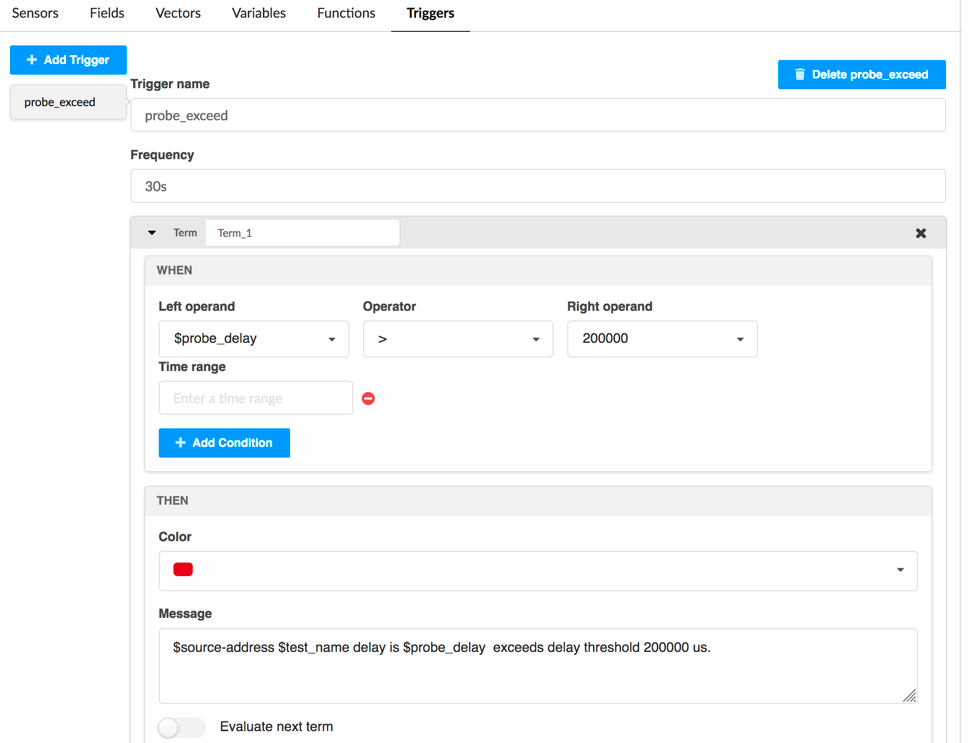 Sensors Fields Vectors Variables Functions Triggers
Add Trigger
Delete probe_exceed
probe_exceed
Trigger name
probe_exceed
Frequency
30s
Term Term_1
WHEN
Left operand Operator Right operand
$probe_delay > 200000
Time range
Enter a time range
Add Condition
THEN
Color
Message
$source-address $test_name delay is $probe_delay  exceeds delay threshold 200000 us.
Evaluate next term